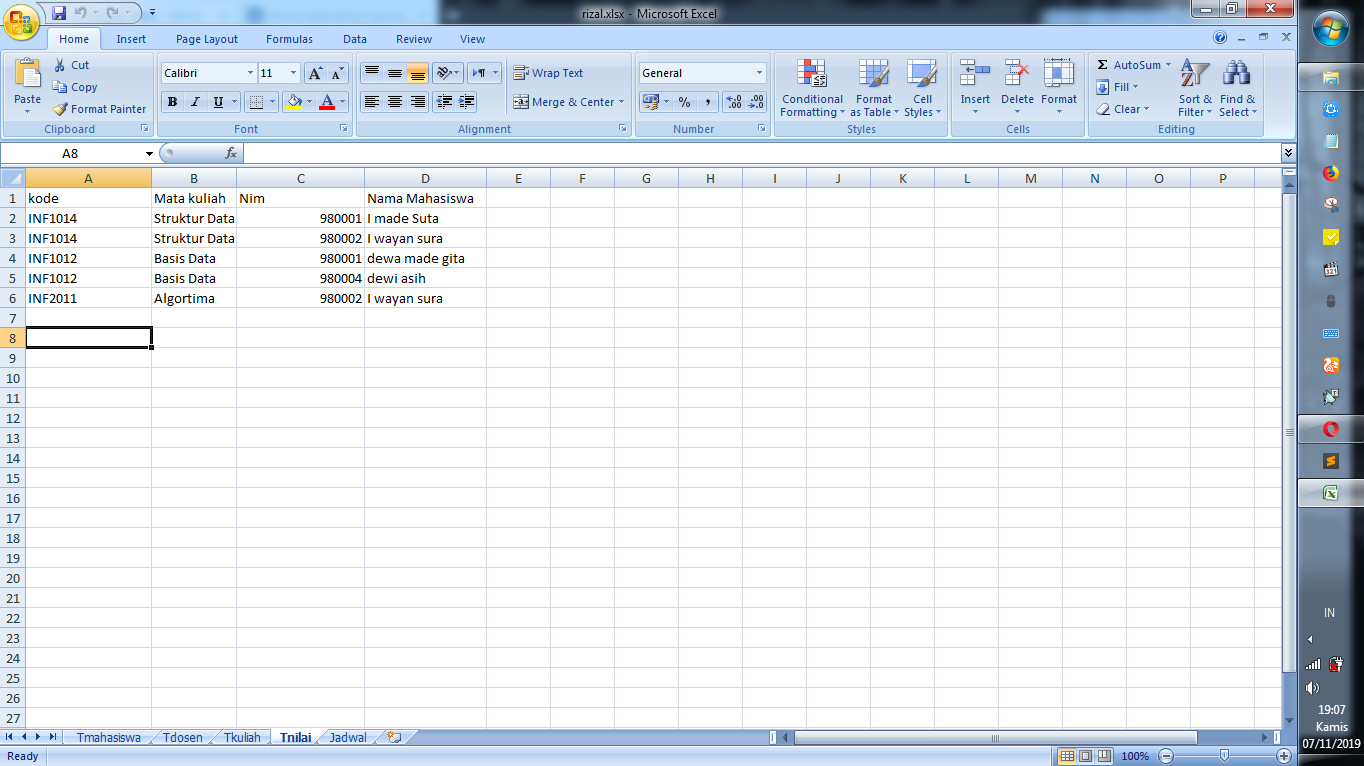 rizal.xlsx - Microsoft Excel
Home Insert Page Layout Formulas Data Review View
Paste Cut Copy Format Painter Clipboard
Calibri 11 B I U A A A Font
Wrap Text Merge & Center Alignment
General % , .00 .0 Number
Conditional Formatting Format as Table Cell Styles Styles
Insert Delete Format Cells
Σ AutoSum Fill Clear Sort & Filter Find & Select Editing
A8 fx
A B C D E F G H I J K L M N O P
1 kode Mata kuliah Nim Nama Mahasiswa
2 INF1014 Struktur Data 980001 I made Suta
3 INF1014 Struktur Data 980002 I wayan sura
4 INF1012 Basis Data 980001 dewa made gita
5 INF1012 Basis Data 980004 dewi asih
6 INF2011 Algortima 980002 I wayan sura
7
8
9
10
11
12
13
14
15
16
17
18
19
20
21
22
23
24
25
26
27
Tmahasiswa Tdosen Tkuliah Tnilai Jadwal
Ready 100%
IN
19:07
Kamis
07/11/2019